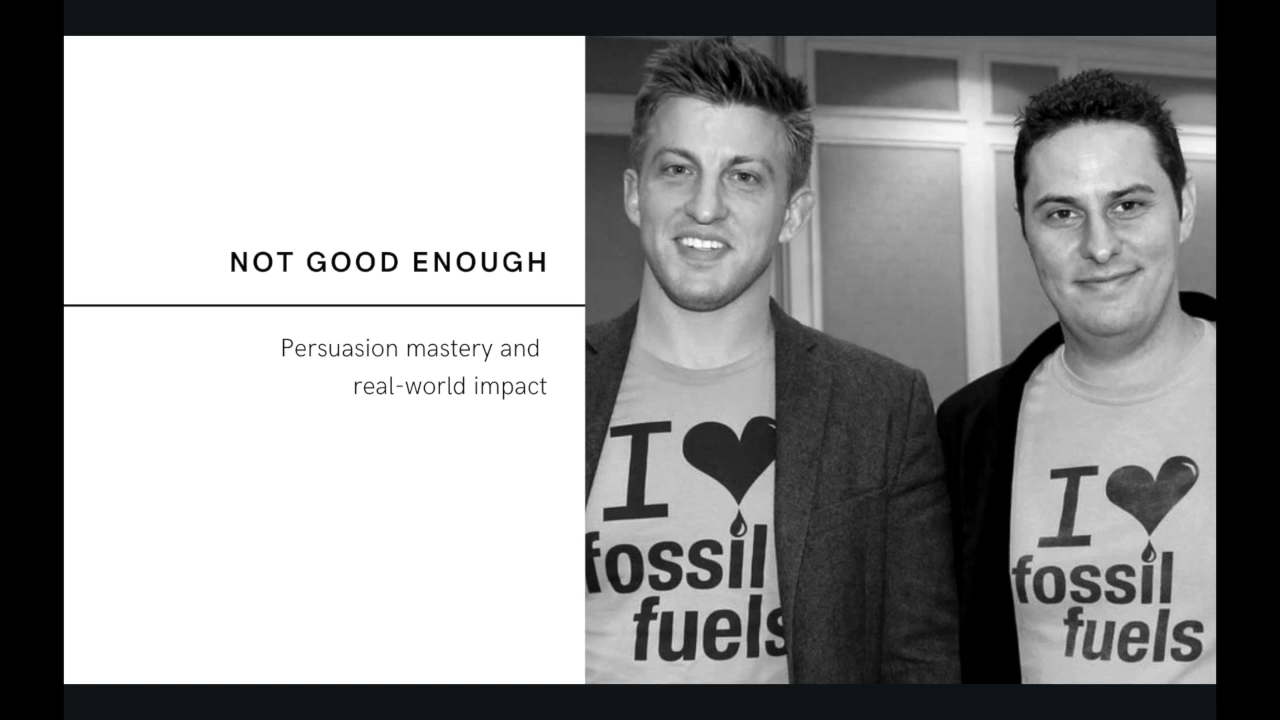 NOT GOOD ENOUGH
Persuasion mastery and
real-world impact
I
fossil
fuels
I
fossil
fuels